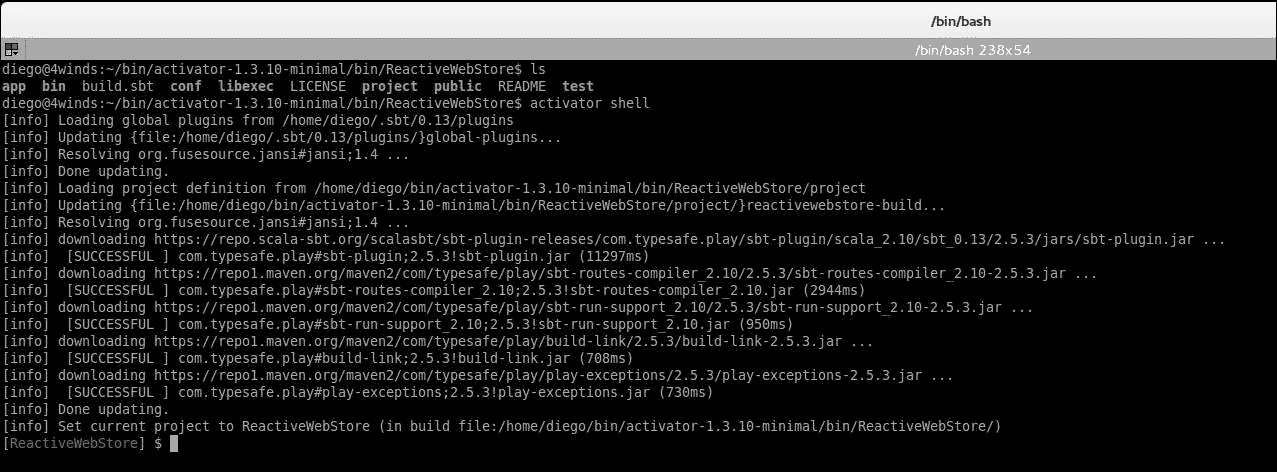 /bin/bash
/bin/bash 238x54
diego@4winds:~/bin/activator-1.3.10-minimal/bin/ReactiveWebStore$ ls
app  bin  build.sbt  conf  libexec  LICENSE  project  public  README  test
diego@4winds:~/bin/activator-1.3.10-minimal/bin/ReactiveWebStore$ activator shell
[info] Loading global plugins from /home/diego/.sbt/0.13/plugins
[info] Updating {file:/home/diego/.sbt/0.13/plugins/}global-plugins...
[info] Resolving org.fusesource.jansi#jansi;1.4 ...
[info] Done updating.
[info] Loading project definition from /home/diego/bin/activator-1.3.10-minimal/bin/ReactiveWebStore/project
[info] Updating {file:/home/diego/bin/activator-1.3.10-minimal/bin/ReactiveWebStore/project/}reactivewebstore-build...
[info] Resolving org.fusesource.jansi#jansi;1.4 ...
[info] downloading https://repo.scala-sbt.org/scalasbt/sbt-plugin-releases/com.typesafe.play/sbt-plugin/scala_2.10/sbt_0.13/2.5.3/jars/sbt-plugin.jar ...
[info]  [SUCCESSFUL ] com.typesafe.play#sbt-plugin;2.5.3!sbt-plugin.jar (11297ms)
[info] downloading https://repo1.maven.org/maven2/com/typesafe/play/sbt-routes-compiler_2.10/2.5.3/sbt-routes-compiler_2.10-2.5.3.jar ...
[info]  [SUCCESSFUL ] com.typesafe.play#sbt-routes-compiler_2.10;2.5.3!sbt-routes-compiler_2.10.jar (2944ms)
[info] downloading https://repo1.maven.org/maven2/com/typesafe/play/sbt-run-support_2.10/2.5.3/sbt-run-support_2.10-2.5.3.jar ...
[info]  [SUCCESSFUL ] com.typesafe.play#sbt-run-support_2.10;2.5.3!sbt-run-support_2.10.jar (950ms)
[info] downloading https://repo1.maven.org/maven2/com/typesafe/play/build-link/2.5.3/build-link-2.5.3.jar ...
[info]  [SUCCESSFUL ] com.typesafe.play#build-link;2.5.3!build-link.jar (708ms)
[info] downloading https://repo1.maven.org/maven2/com/typesafe/play/play-exceptions/2.5.3/play-exceptions-2.5.3.jar ...
[info]  [SUCCESSFUL ] com.typesafe.play#play-exceptions;2.5.3!play-exceptions.jar (730ms)
[info] Done updating.
[info] Set current project to ReactiveWebStore (in build file:/home/diego/bin/activator-1.3.10-minimal/bin/ReactiveWebStore/)
[ReactiveWebStore] $